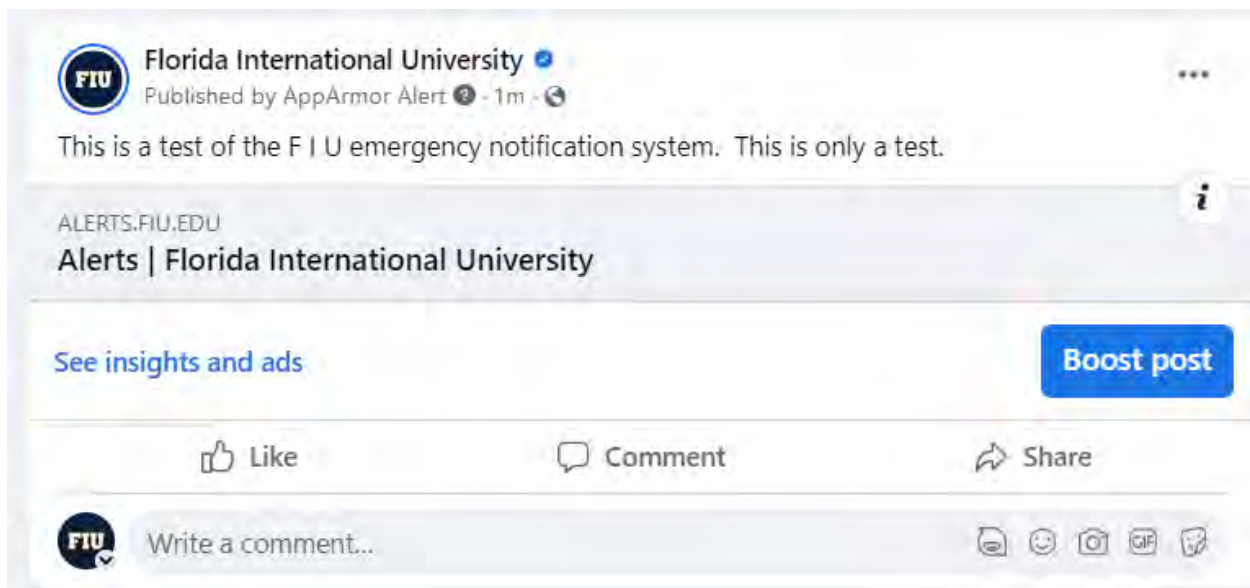 FIU
Florida International University
Published by AppArmor Alert ? · 1m ·
This is a test of the F I U emergency notification system.  This is only a test.
i
ALERTS.FIU.EDU
Alerts | Florida International University
See insights and ads
Boost post
Like
Comment
Share
FIU
Write a comment...
GIF